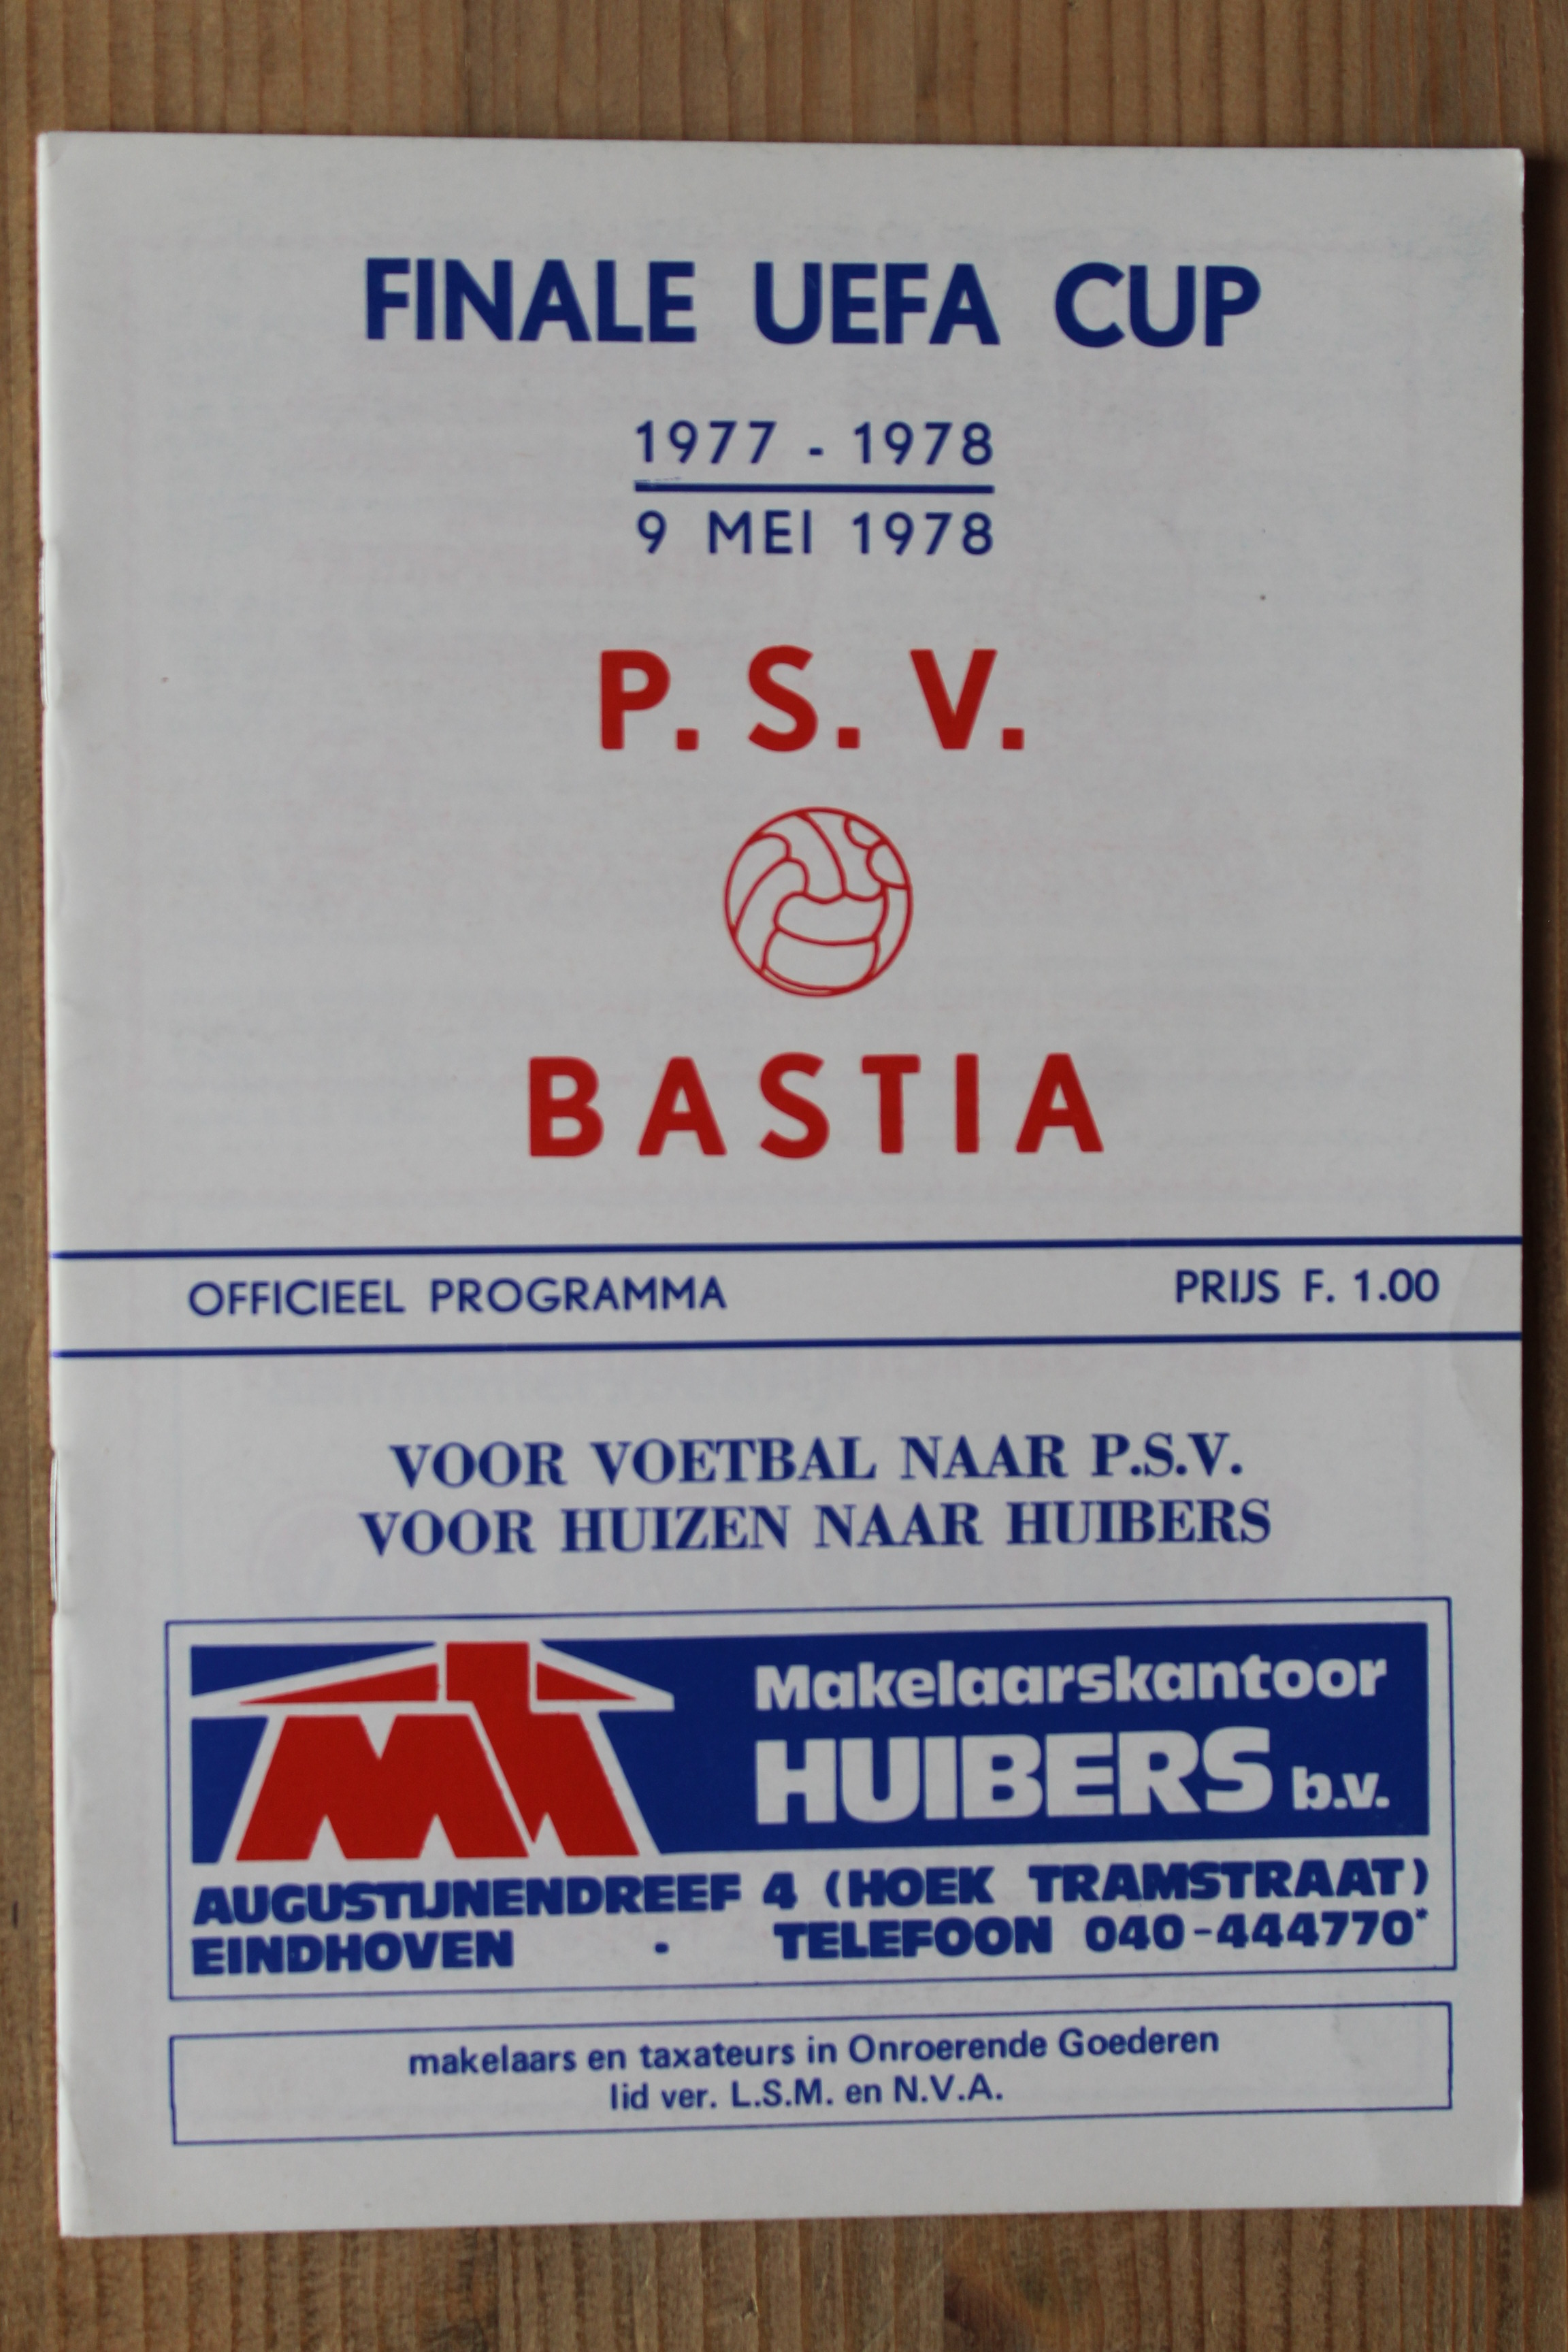 FINALE UEFA CUP
1977 - 1978
9 MEI 1978
P. S. V.
BASTIA
OFFICIEEL PROGRAMMA PRIJS F. 1.00
VOOR VOETBAL NAAR P.S.V.
VOOR HUIZEN NAAR HUIBERS
Makelaarskantoor
HUIBERS b.v.
AUGUSTIJNENDREEF 4 (HOEK TRAMSTRAAT)
EINDHOVEN - TELEFOON 040-444770*
makelaars en taxateurs in Onroerende Goederen
lid ver. L.S.M. en N.V.A.